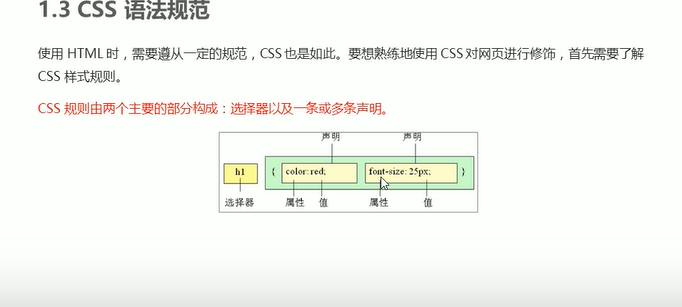 1.3 CSS 语法规范
使用 HTML 时，需要遵从一定的规范，CSS 也是如此。要想熟练地使用 CSS 对网页进行修饰，首先需要了解
CSS 样式规则。
CSS 规则由两个主要的部分构成：选择器以及一条或多条声明。
声明 声明
h1 { color: red; font-size: 25px; }
选择器 属性 值 属性 值